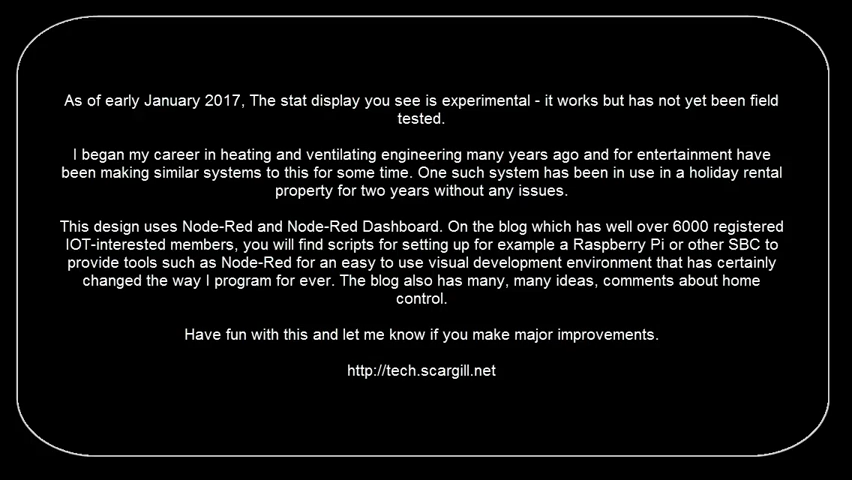 As of early January 2017, The stat display you see is experimental - it works but has not yet been field
tested.
I began my career in heating and ventilating engineering many years ago and for entertainment have
been making similar systems to this for some time. One such system has been in use in a holiday rental
property for two years without any issues.
This design uses Node-Red and Node-Red Dashboard. On the blog which has well over 6000 registered
IOT-interested members, you will find scripts for setting up for example a Raspberry Pi or other SBC to
provide tools such as Node-Red for an easy to use visual development environment that has certainly
changed the way I program for ever. The blog also has many, many ideas, comments about home
control.
Have fun with this and let me know if you make major improvements.
http://tech.scargill.net